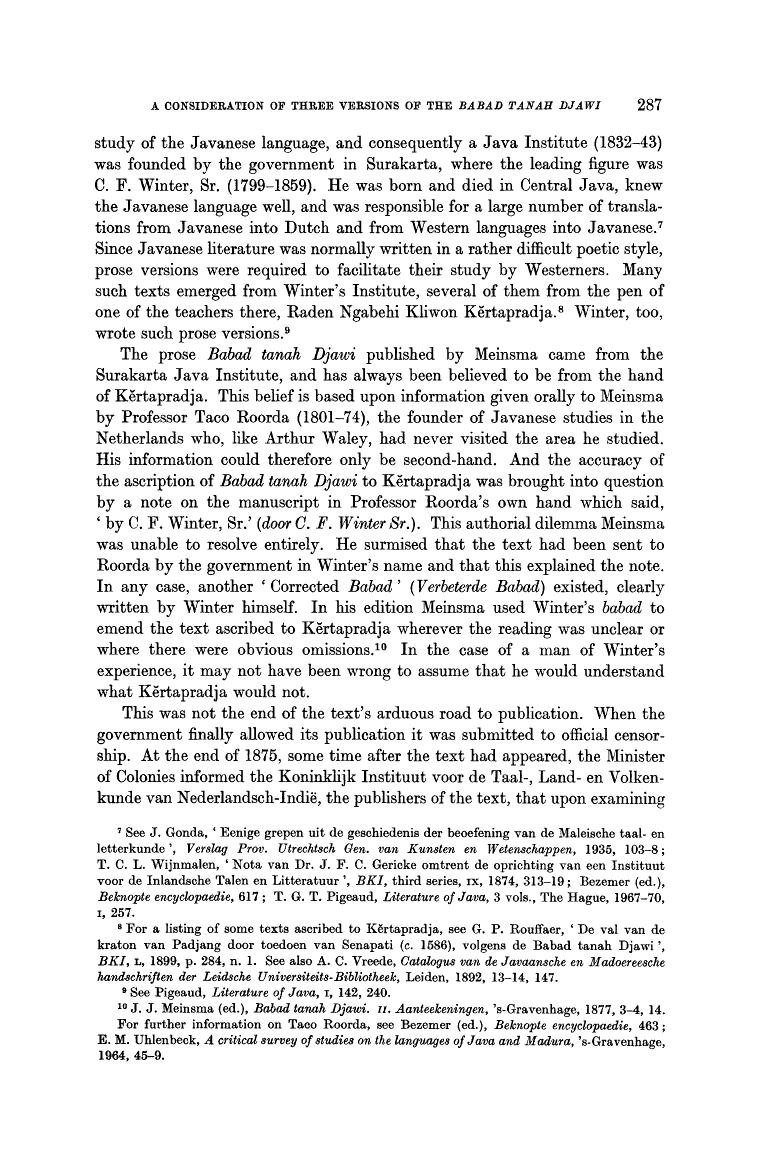 A CONSIDERATION OF THREE VERSIONS OF THE BABAD TANAH DJAWI 287
study of the Javanese language, and consequently a Java Institute (1832–43)
was founded by the government in Surakarta, where the leading figure was
C. F. Winter, Sr. (1799–1859). He was born and died in Central Java, knew
the Javanese language well, and was responsible for a large number of transla-
tions from Javanese into Dutch and from Western languages into Javanese.⁷
Since Javanese literature was normally written in a rather difficult poetic style,
prose versions were required to facilitate their study by Westerners. Many
such texts emerged from Winter's Institute, several of them from the pen of
one of the teachers there, Raden Ngabehi Kliwon Kĕrtapradja.⁸ Winter, too,
wrote such prose versions.⁹
The prose Babad tanah Djawi published by Meinsma came from the
Surakarta Java Institute, and has always been believed to be from the hand
of Kĕrtapradja. This belief is based upon information given orally to Meinsma
by Professor Taco Roorda (1801–74), the founder of Javanese studies in the
Netherlands who, like Arthur Waley, had never visited the area he studied.
His information could therefore only be second-hand. And the accuracy of
the ascription of Babad tanah Djawi to Kĕrtapradja was brought into question
by a note on the manuscript in Professor Roorda's own hand which said,
‘ by C. F. Winter, Sr.’ (door C. F. Winter Sr.). This authorial dilemma Meinsma
was unable to resolve entirely. He surmised that the text had been sent to
Roorda by the government in Winter's name and that this explained the note.
In any case, another ‘ Corrected Babad ’ (Verbeterde Babad) existed, clearly
written by Winter himself. In his edition Meinsma used Winter's babad to
emend the text ascribed to Kĕrtapradja wherever the reading was unclear or
where there were obvious omissions.¹⁰ In the case of a man of Winter's
experience, it may not have been wrong to assume that he would understand
what Kĕrtapradja would not.
This was not the end of the text's arduous road to publication. When the
government finally allowed its publication it was submitted to official censor-
ship. At the end of 1875, some time after the text had appeared, the Minister
of Colonies informed the Koninklijk Instituut voor de Taal-, Land- en Volken-
kunde van Nederlandsch-Indië, the publishers of the text, that upon examining
⁷ See J. Gonda, ‘ Eenige grepen uit de geschiedenis der beoefening van de Maleische taal- en
letterkunde ’, Verslag Prov. Utrechtsch Gen. van Kunsten en Wetenschappen, 1935, 103–8 ;
T. C. L. Wijnmalen, ‘ Nota van Dr. J. F. C. Gericke omtrent de oprichting van een Instituut
voor de Inlandsche Talen en Litteratuur ’, BKI, third series, IX, 1874, 313–19 ; Bezemer (ed.),
Beknopte encyclopaedie, 617 ; T. G. T. Pigeaud, Literature of Java, 3 vols., The Hague, 1967–70,
I, 257.
⁸ For a listing of some texts ascribed to Kĕrtapradja, see G. P. Rouffaer, ‘ De val van de
kraton van Padjang door toedoen van Senapati (c. 1586), volgens de Babad tanah Djawi ’,
BKI, L, 1899, p. 284, n. 1. See also A. C. Vreede, Catalogus van de Javaansche en Madoereesche
handschriften der Leidsche Universiteits-Bibliotheek, Leiden, 1892, 13–14, 147.
⁹ See Pigeaud, Literature of Java, I, 142, 240.
¹⁰ J. J. Meinsma (ed.), Babad tanah Djawi. II. Aanteekeningen, 's-Gravenhage, 1877, 3–4, 14.
For further information on Taco Roorda, see Bezemer (ed.), Beknopte encyclopaedie, 463 ;
E. M. Uhlenbeck, A critical survey of studies on the languages of Java and Madura, 's-Gravenhage,
1964, 45–9.